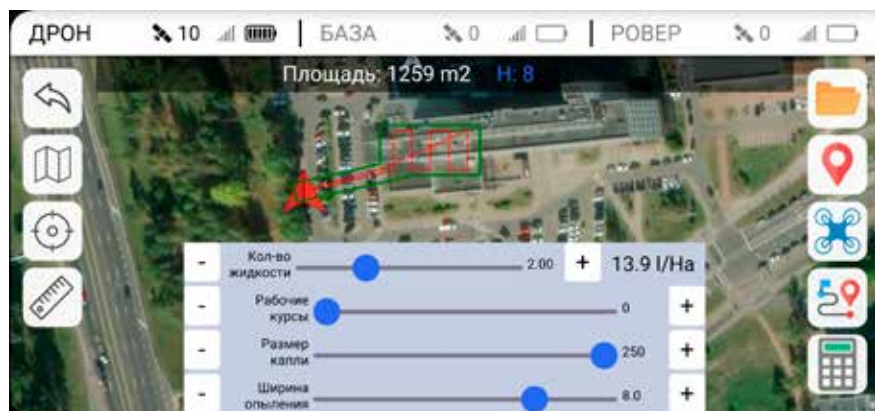 ДРОН 10 БАЗА 0 РОВЕР 0
Площадь: 1259 m2 H: 8
- Кол-во
жидкости 2.00 + 13.9 l/Ha
- Рабочие
курсы 0 +
- Размер
капли 250 +
- Ширина
опыления 8.0 +